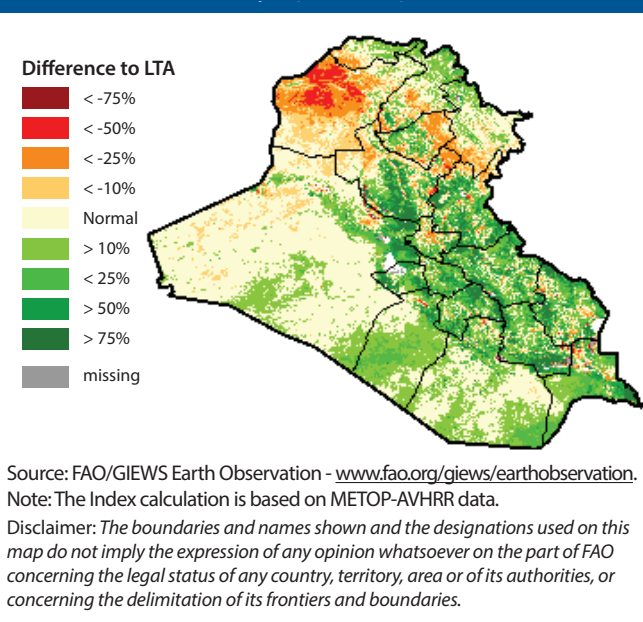 Difference to LTA
< -75%
< -50%
< -25%
< -10%
Normal
> 10%
< 25%
> 50%
> 75%
missing
Source: FAO/GIEWS Earth Observation - www.fao.org/giews/earthobservation.
Note: The Index calculation is based on METOP-AVHRR data.
Disclaimer: The boundaries and names shown and the designations used on this
map do not imply the expression of any opinion whatsoever on the part of FAO
concerning the legal status of any country, territory, area or of its authorities, or
concerning the delimitation of its frontiers and boundaries.